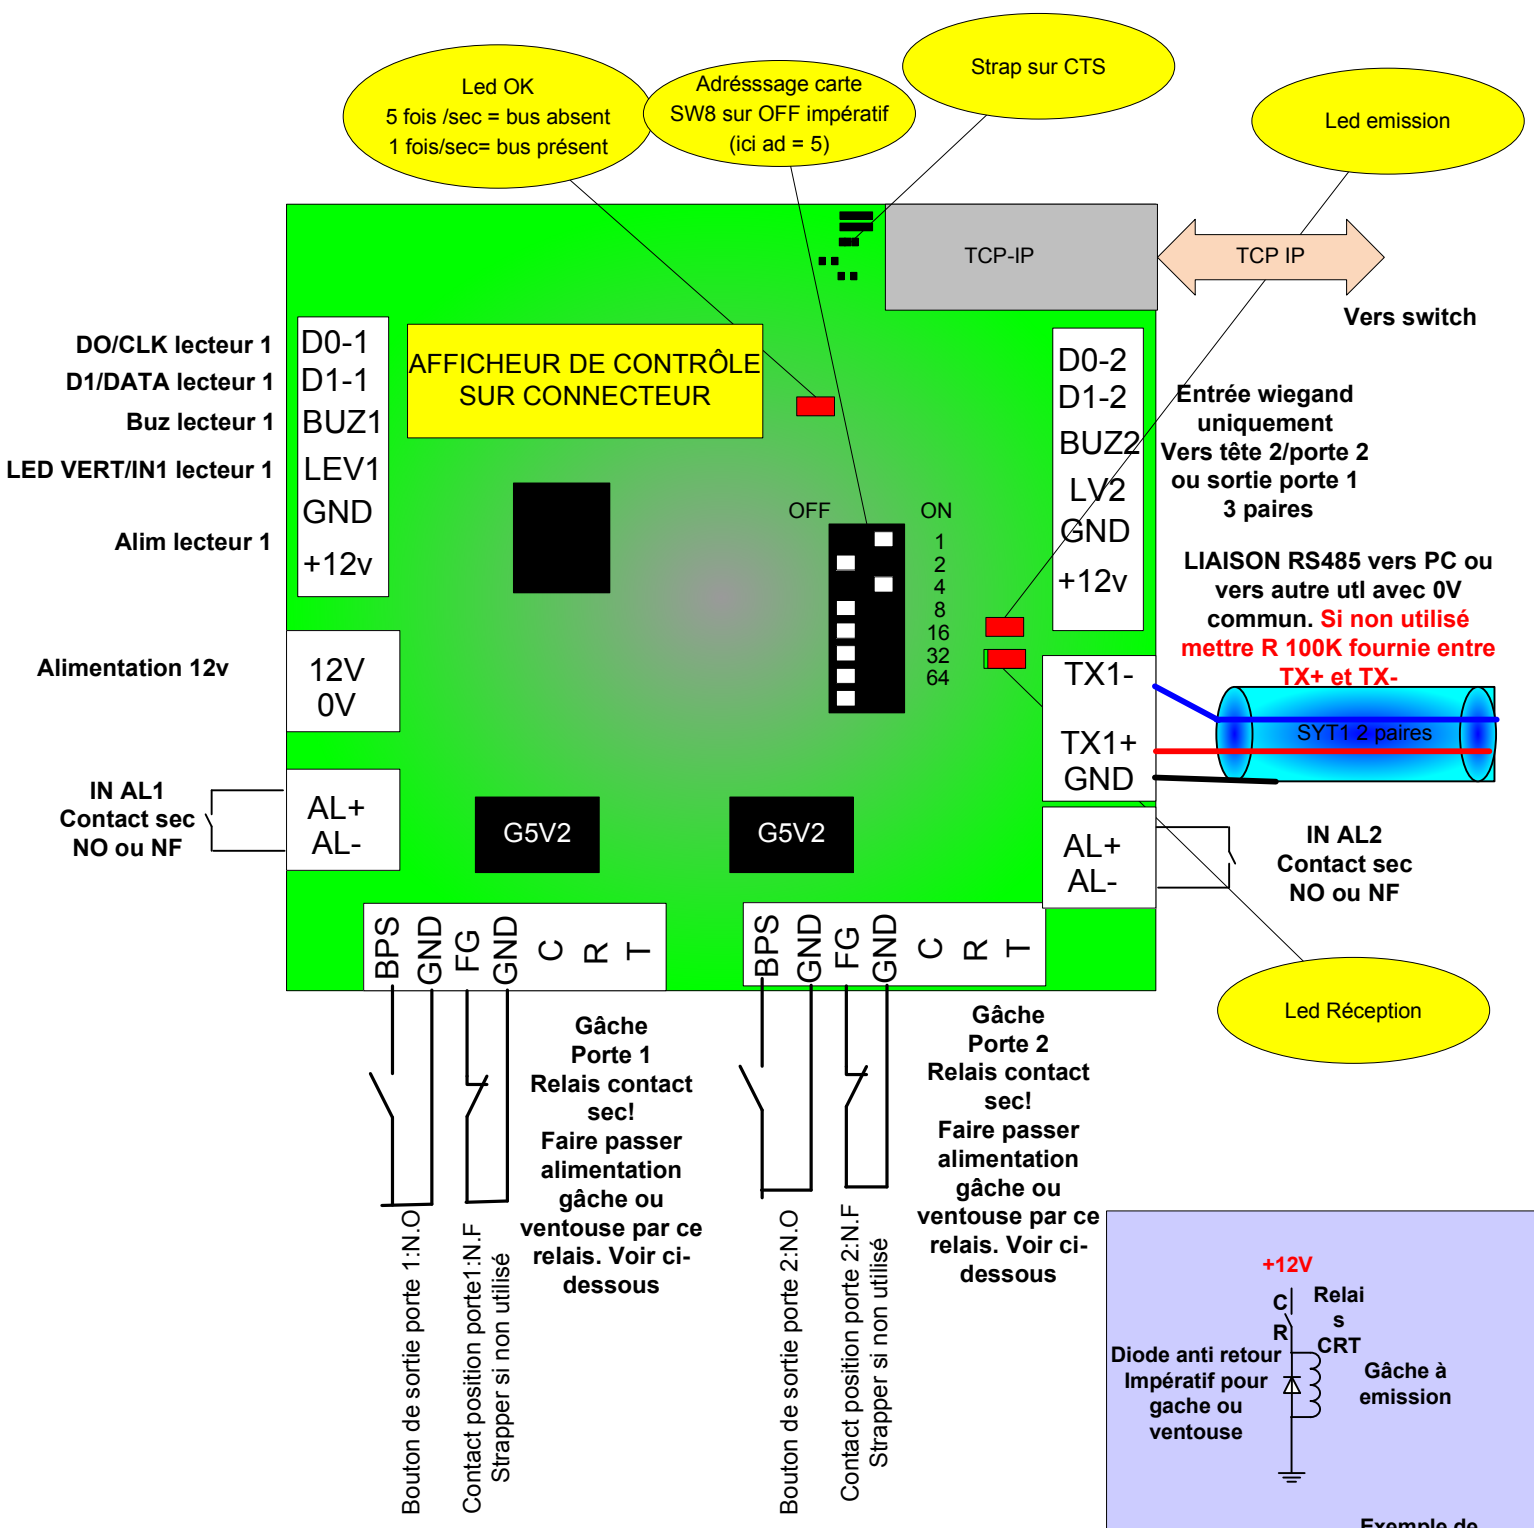 Led OK
5 fois /sec = bus absent
1 fois/sec= bus présent
Adrésssage carte
SW8 sur OFF impératif
(ici ad = 5)
Strap sur CTS
Led emission
TCP-IP
TCP IP
Vers switch
DO/CLK lecteur 1
D1/DATA lecteur 1
Buz lecteur 1
LED VERT/IN1 lecteur 1
Alim lecteur 1
D0-1
D1-1
BUZ1
LEV1
GND
+12v
AFFICHEUR DE CONTRÔLE
SUR CONNECTEUR
OFF
ON
1
2
4
8
16
32
64
D0-2
D1-2
BUZ2
LV2
GND
+12v
Entrée wiegand
uniquement
Vers tête 2/porte 2
ou sortie porte 1
3 paires
LIAISON RS485 vers PC ou
vers autre utl avec 0V
commun. Si non utilisé
mettre R 100K fournie entre
TX+ et TX-
Alimentation 12v
12V
0V
TX1-
TX1+
GND
SYT1 2 paires
IN AL1
Contact sec
NO ou NF
AL+
AL-
G5V2
G5V2
AL+
AL-
IN AL2
Contact sec
NO ou NF
BPS
GND
FG
GND
C
R
T
BPS
GND
FG
GND
C
R
T
Led Réception
Gâche
Porte 1
Relais contact
sec!
Faire passer
alimentation
gâche ou
ventouse par ce
relais. Voir ci-
dessous
Gâche
Porte 2
Relais contact
sec!
Faire passer
alimentation
gâche ou
ventouse par ce
relais. Voir ci-
dessous
Bouton de sortie porte 1:N.O
Contact position porte1:N.F
Strapper si non utilisé
Bouton de sortie porte 2:N.O
Contact position porte 2:N.F
Strapper si non utilisé
+12V
C
R
Relai
s
CRT
Diode anti retour
Impératif pour
gache ou
ventouse
Gâche à
emission
Exemple de